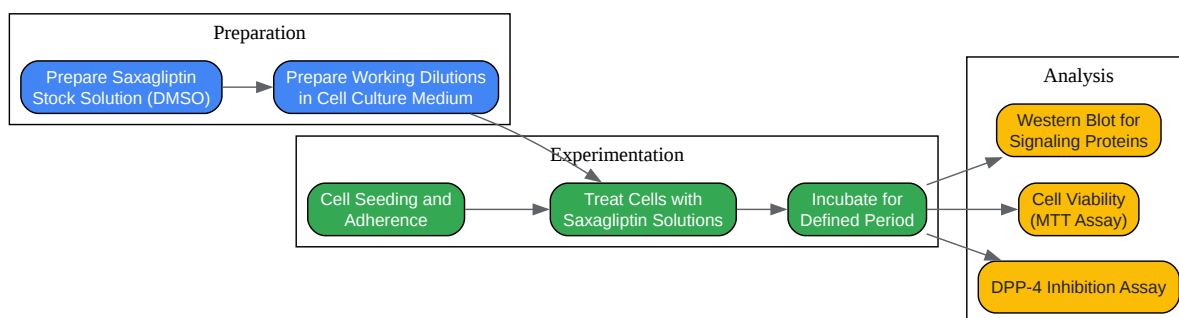 Preparation
Prepare Saxagliptin
Stock Solution (DMSO)
Prepare Working Dilutions
in Cell Culture Medium
Experimentation
Cell Seeding and
Adherence
Treat Cells with
Saxagliptin Solutions
Incubate for
Defined Period
Analysis
Western Blot for
Signaling Proteins
Cell Viability
(MTT Assay)
DPP-4 Inhibition Assay